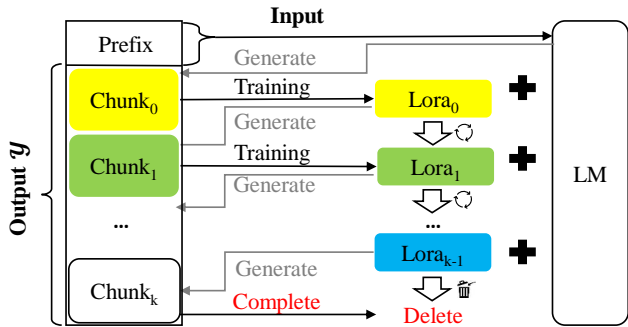 Input
Prefix
Generate
Output 𝒴
Chunk₀
Training
Lora₀
Generate
Chunk₁
Training
Lora₁
LM
Generate
...
...
Loraₖ₋₁
Generate
Chunkₖ
Complete
Delete